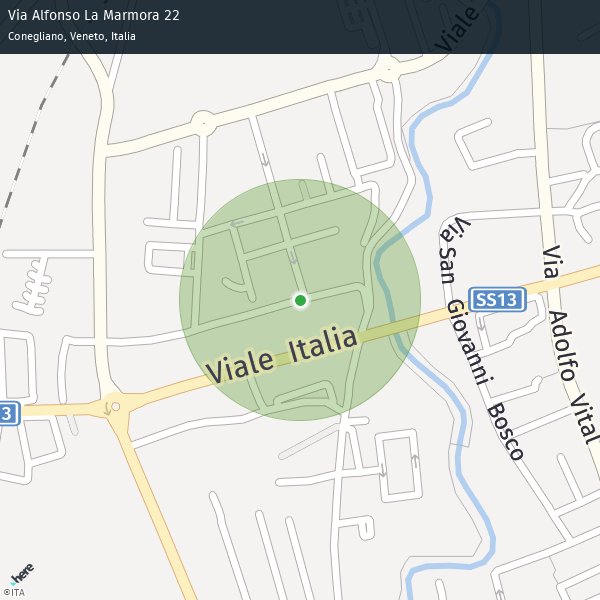 Via Alfonso La Marmora 22
Conegliano, Veneto, Italia
Viale
Via San Giovanni Bosco
Via Adolfo Vital
SS13
Viale Italia
3
here
©ITA